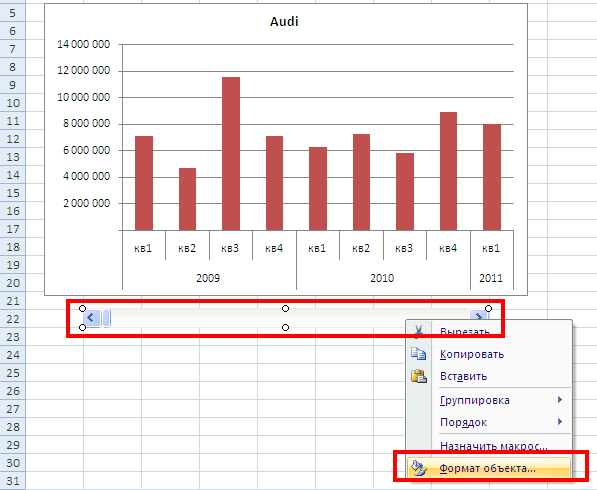 Audi
14 000 000
12 000 000
10 000 000
8 000 000
6 000 000
4 000 000
2 000 000
кв1 кв2 кв3 кв4 кв1 кв2 кв3 кв4 кв1
2009 2010 2011
5
6
7
8
9
10
11
12
13
14
15
16
17
18
19
20
21
22
23
24
25
26
27
28
29
30
31
Вырезать
Копировать
Вставить
Группировка
Порядок
Назначить макрос...
Формат объекта...